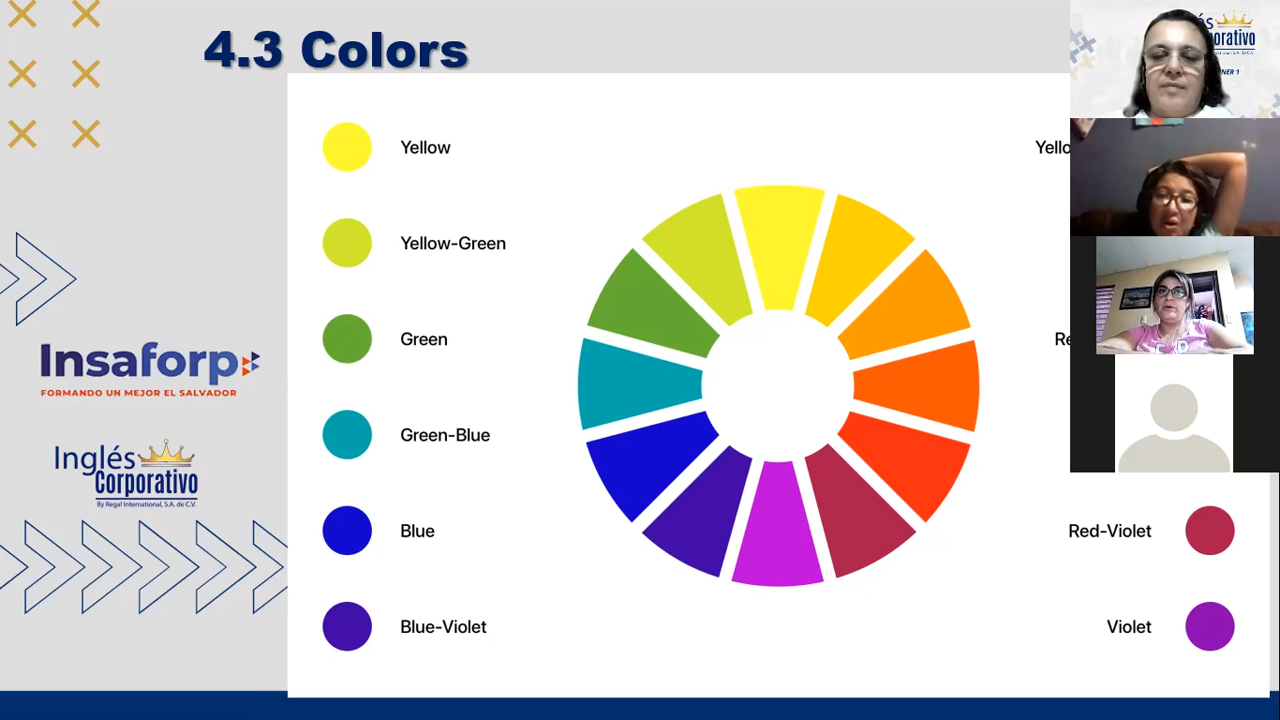 4.3 Colors
Yellow
Yellow-Green
Green
Green-Blue
Blue
Blue-Violet
Red-Violet
Violet
Insaforp
FORMANDO UN MEJOR EL SALVADOR
Inglés
Corporativo
By Regal International, S.A. de C.V.